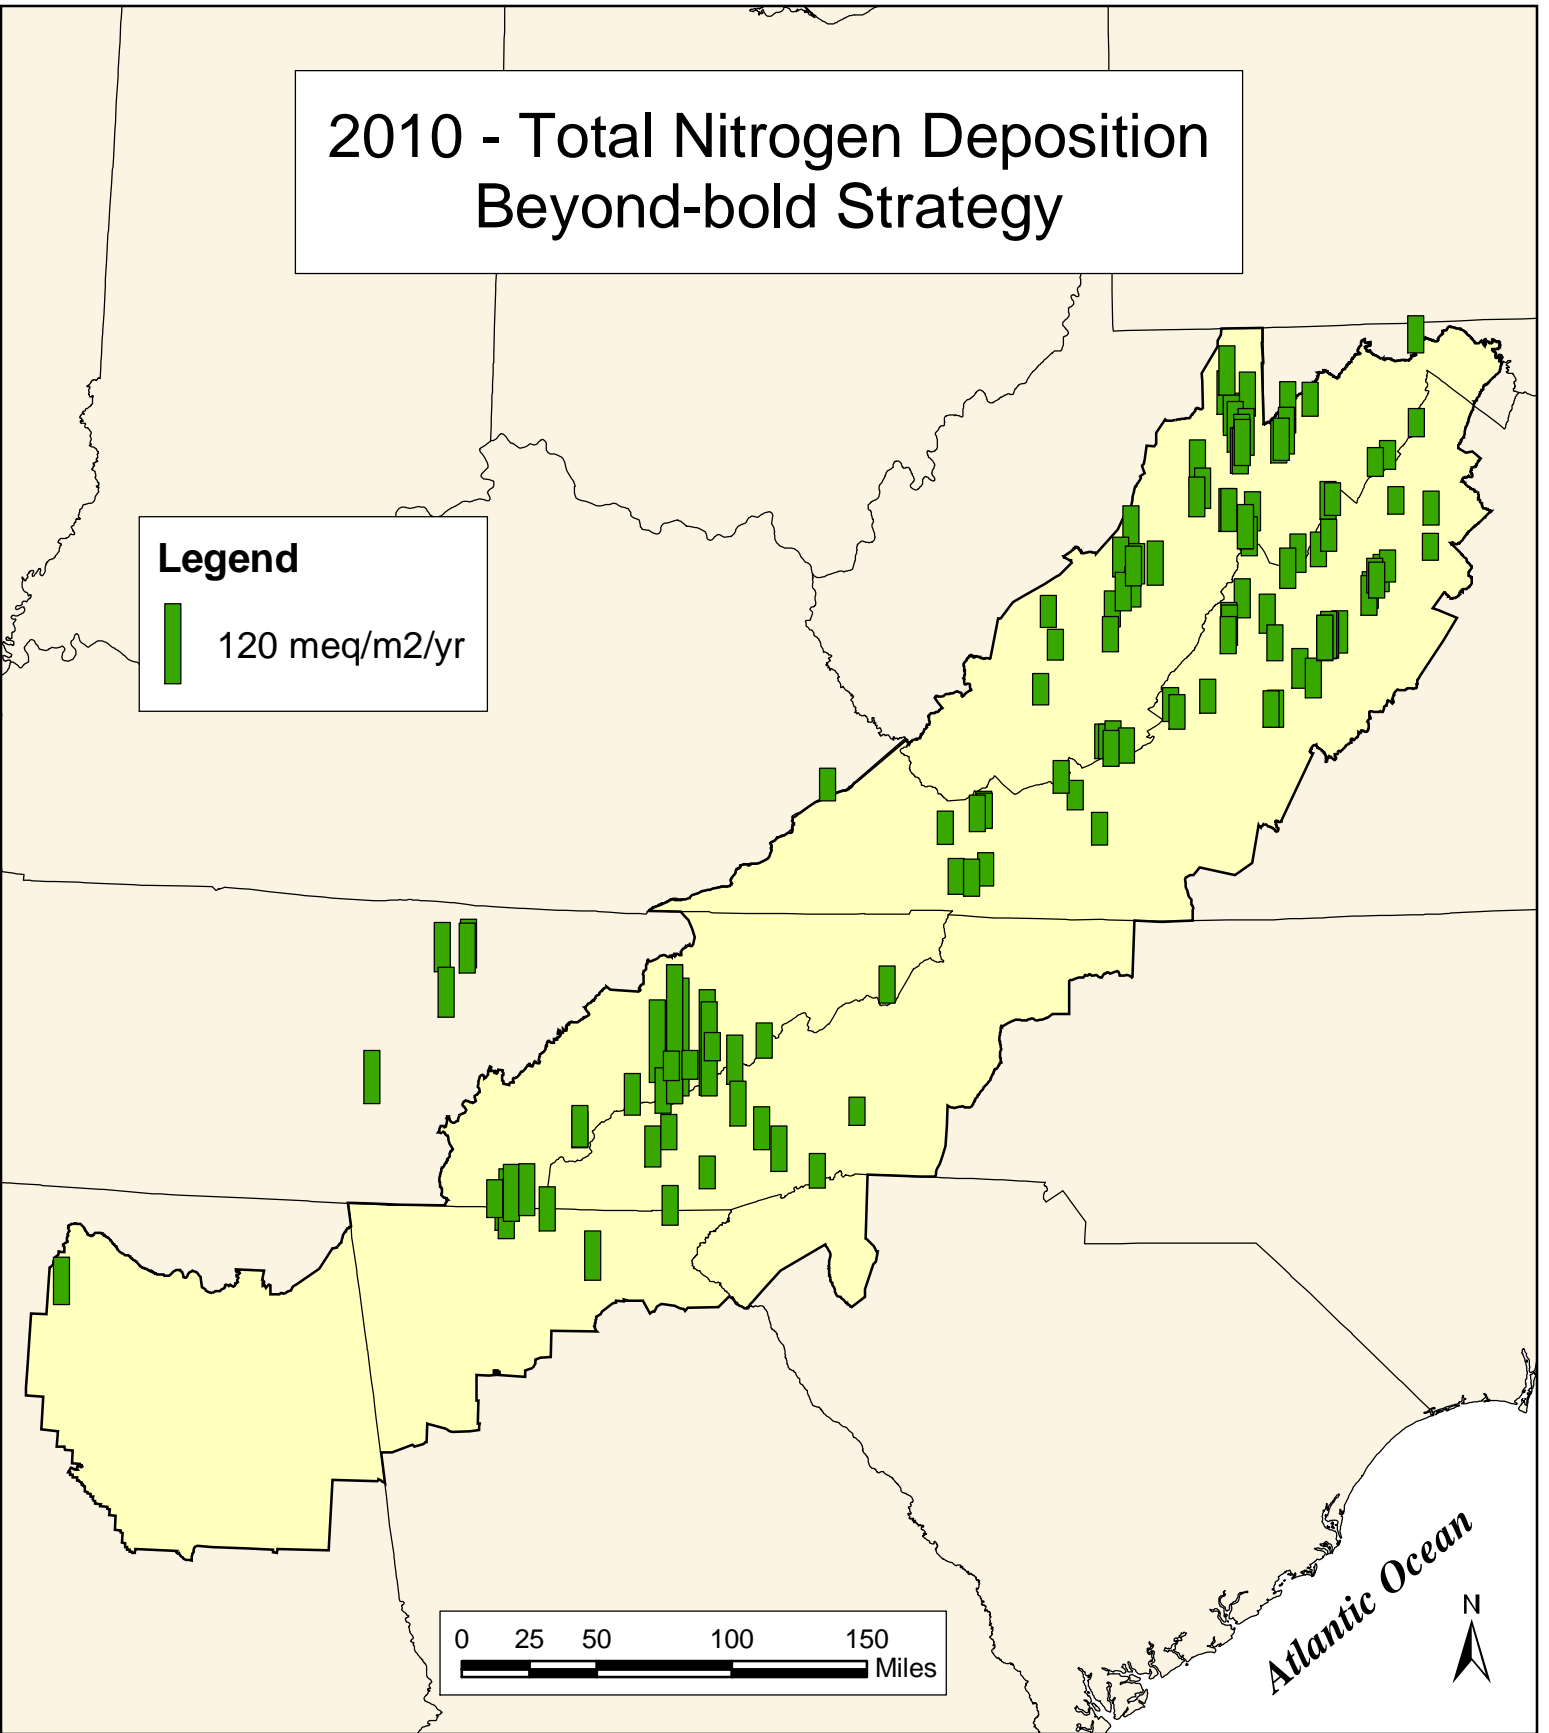 2010 - Total Nitrogen Deposition
Beyond-bold Strategy
Legend
120 meq/m2/yr
0 25 50 100 150
Miles
Atlantic Ocean
N